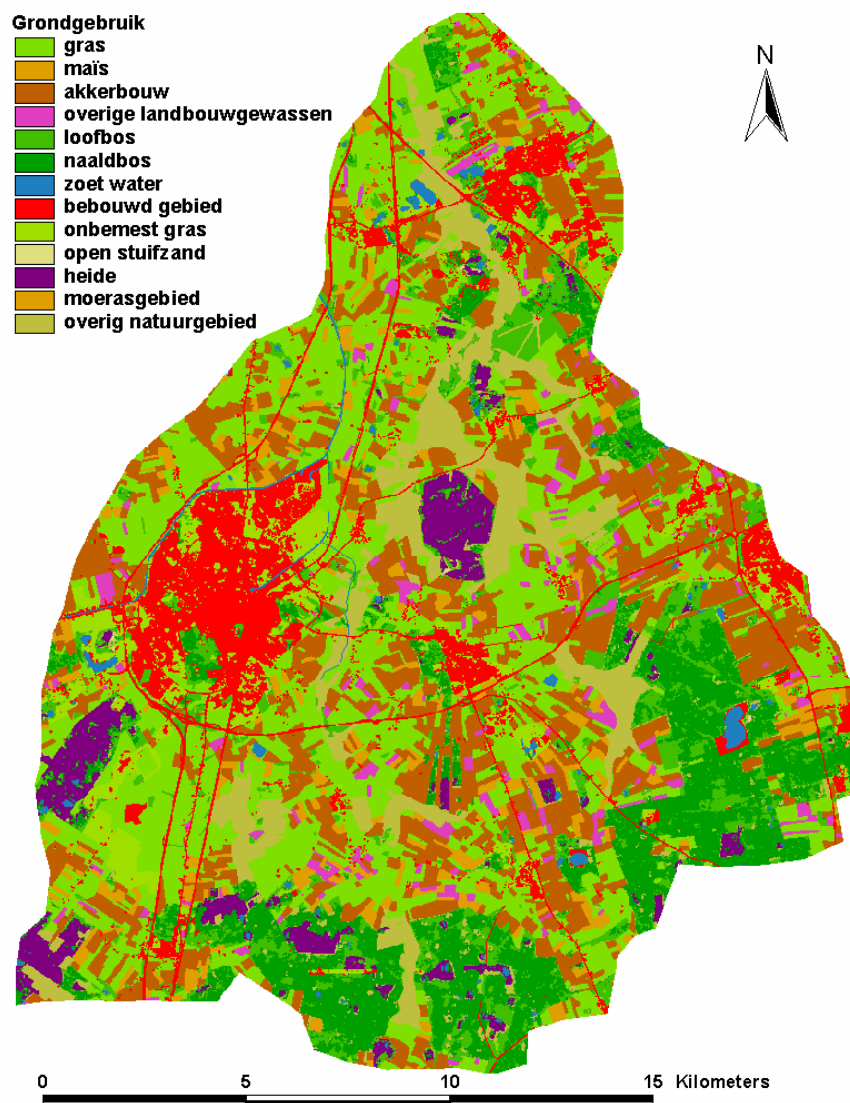 Grondgebruik
gras
maïs
akkerbouw
overige landbouwgewassen
loofbos
naaldbos
zoet water
bebouwd gebied
onbemest gras
open stuifzand
heide
moerasgebied
overig natuurgebied
N
0 5 10 15 Kilometers